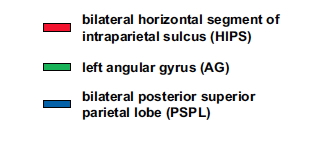 bilateral horizontal segment of
intraparietal sulcus (HIPS)
left angular gyrus (AG)
bilateral posterior superior
parietal lobe (PSPL)